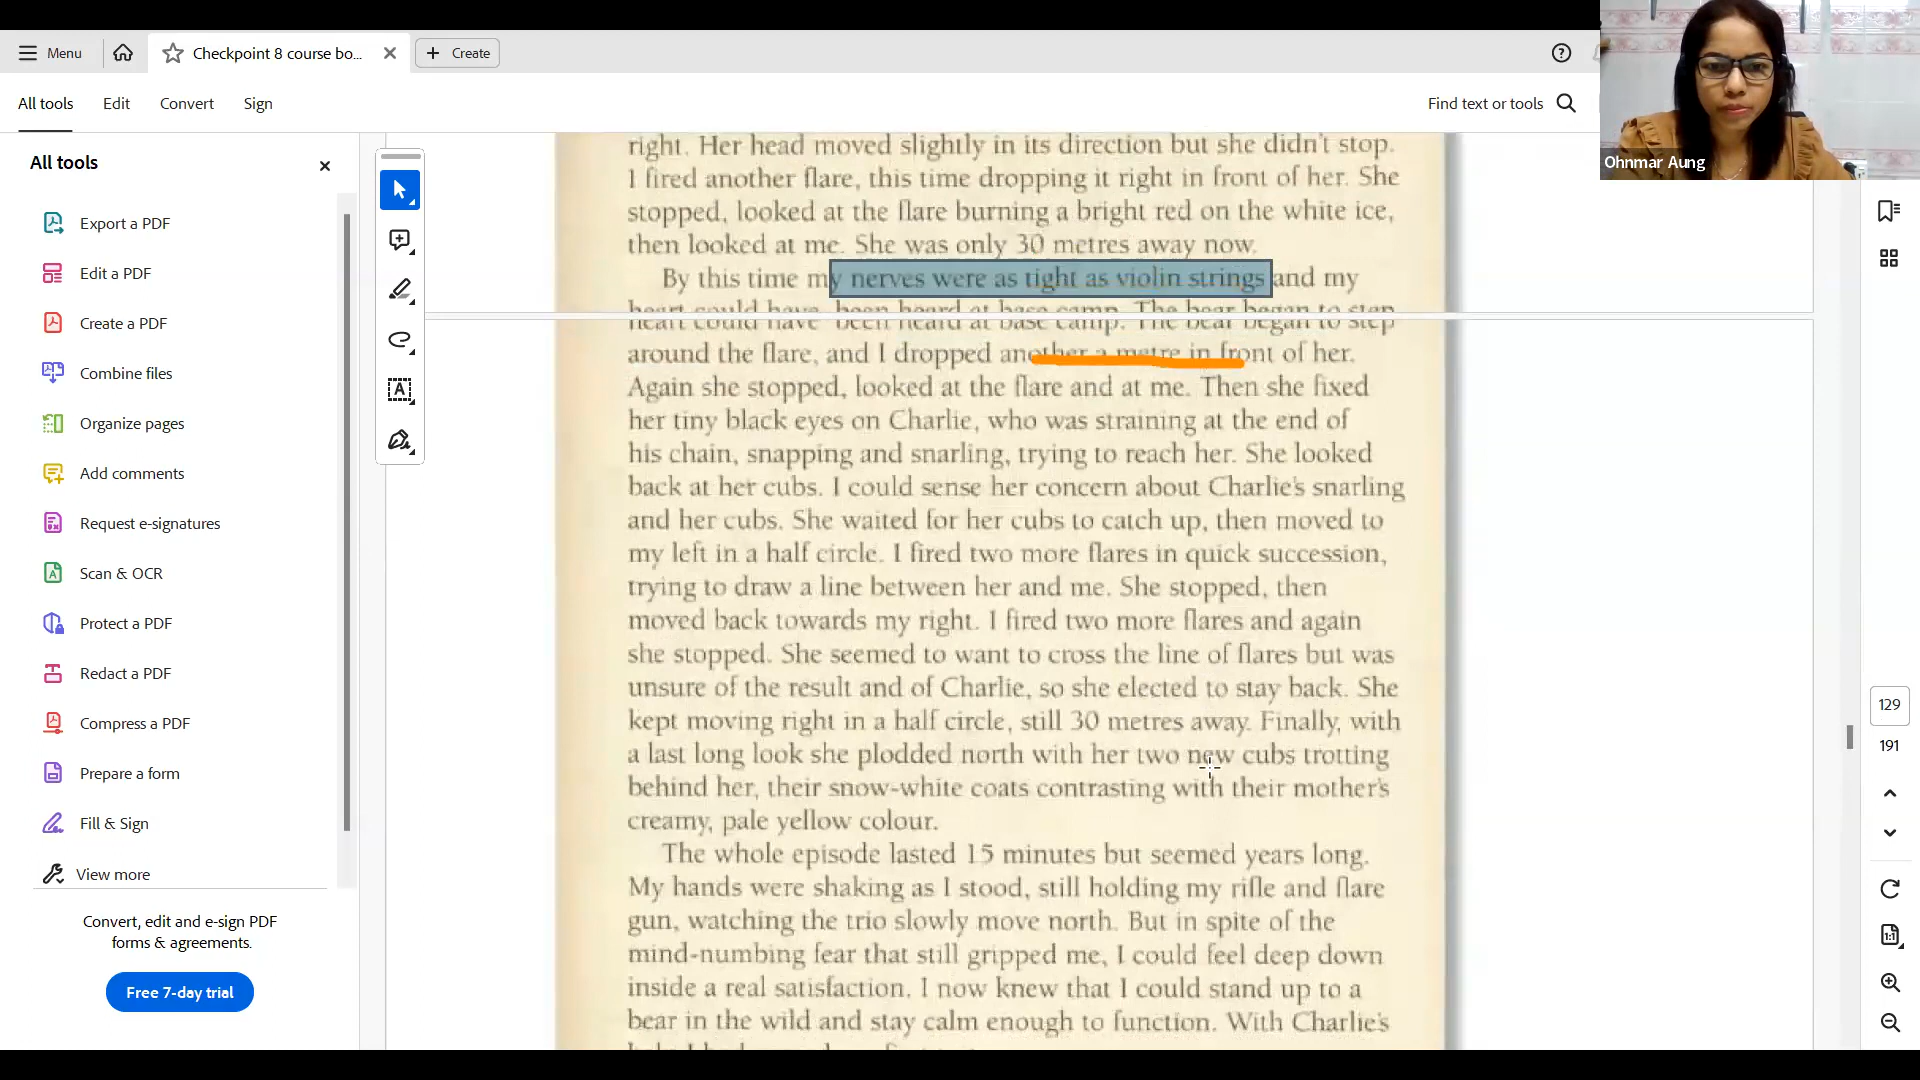 Menu
Checkpoint 8 course bo...
Create
All tools
Edit
Convert
Sign
Find text or tools
Ohnmar Aung
All tools
Export a PDF
Edit a PDF
Create a PDF
Combine files
Organize pages
Add comments
Request e-signatures
Scan & OCR
Protect a PDF
Redact a PDF
Compress a PDF
Prepare a form
Fill & Sign
View more
Convert, edit and e-sign PDF
forms & agreements.
Free 7-day trial
right. Her head moved slightly in its direction but she didn't stop.
I fired another flare, this time dropping it right in front of her. She
stopped, looked at the flare burning a bright red on the white ice,
then looked at me. She was only 30 metres away now.
By this time my nerves were as tight as violin strings and my
heart could have been heard at base camp. The bear began to step
around the flare, and I dropped another a metre in front of her.
Again she stopped, looked at the flare and at me. Then she fixed
her tiny black eyes on Charlie, who was straining at the end of
his chain, snapping and snarling, trying to reach her. She looked
back at her cubs. I could sense her concern about Charlie's snarling
and her cubs. She waited for her cubs to catch up, then moved to
my left in a half circle. I fired two more flares in quick succession,
trying to draw a line between her and me. She stopped, then
moved back towards my right. I fired two more flares and again
she stopped. She seemed to want to cross the line of flares but was
unsure of the result and of Charlie, so she elected to stay back. She
kept moving right in a half circle, still 30 metres away. Finally, with
a last long look she plodded north with her two new cubs trotting
behind her, their snow-white coats contrasting with their mother's
creamy, pale yellow colour.
The whole episode lasted 15 minutes but seemed years long.
My hands were shaking as I stood, still holding my rifle and flare
gun, watching the trio slowly move north. But in spite of the
mind-numbing fear that still gripped me, I could feel deep down
inside a real satisfaction. I now knew that I could stand up to a
bear in the wild and stay calm enough to function. With Charlie's
129
191